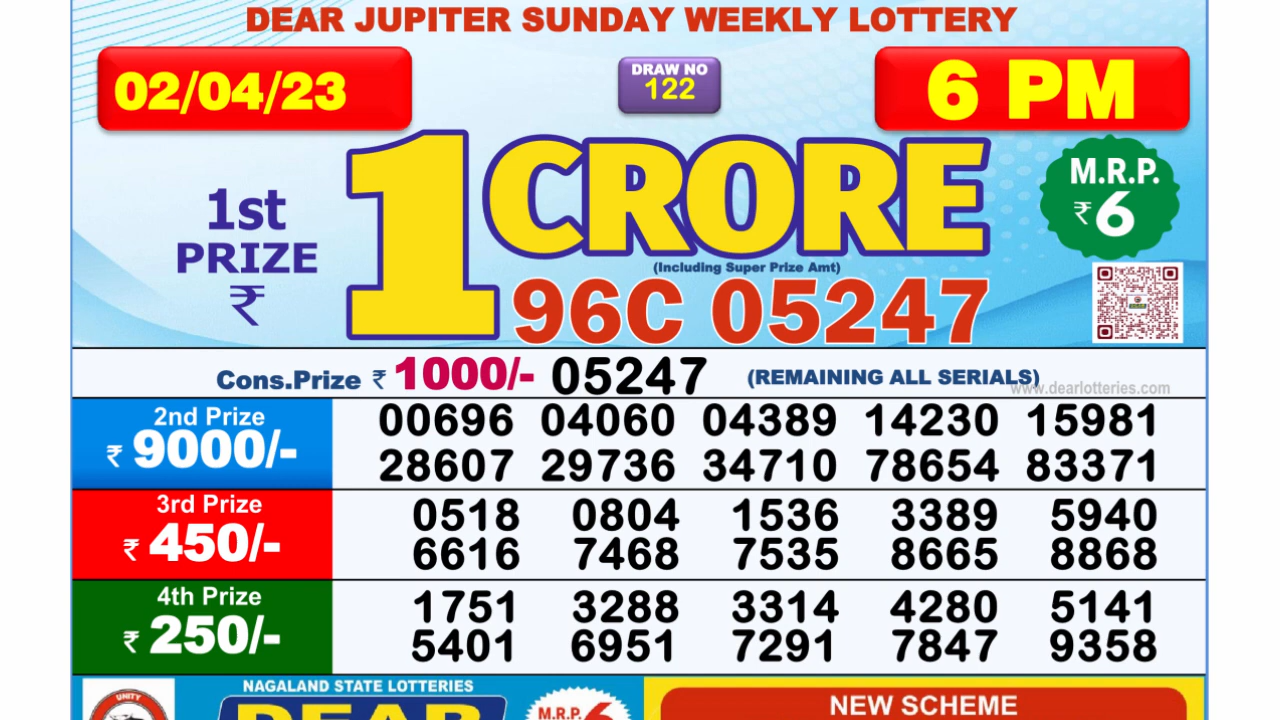 DEAR JUPITER SUNDAY WEEKLY LOTTERY
02/04/23
DRAW NO
122
6 PM
1st
PRIZE
₹
1 CRORE
(Including Super Prize Amt)
96C 05247
M.R.P.
₹6
Cons.Prize ₹ 1000/- 05247 (REMAINING ALL SERIALS)
www.dearlotteries.com
2nd Prize
₹ 9000/-
00696 04060 04389 14230 15981
28607 29736 34710 78654 83371
3rd Prize
₹ 450/-
0518 0804 1536 3389 5940
6616 7468 7535 8665 8868
4th Prize
₹ 250/-
1751 3288 3314 4280 5141
5401 6951 7291 7847 9358
UNITY
NAGALAND STATE LOTTERIES
DEAR
M.R.P.
6
NEW SCHEME